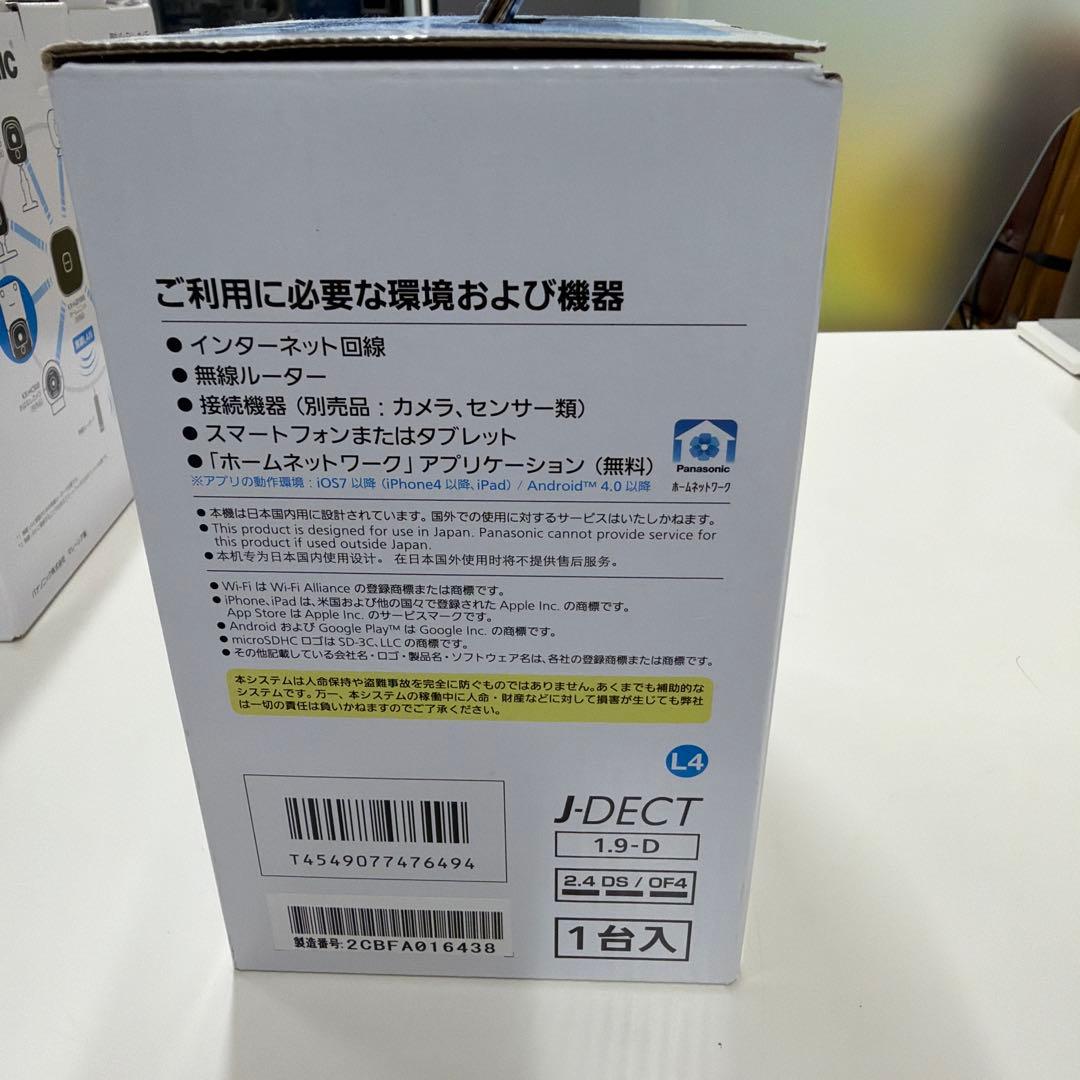 ご利用に必要な環境および機器
●インターネット回線
●無線ルーター
●接続機器（別売品：カメラ、センサー類）
●スマートフォンまたはタブレット
●「ホームネットワーク」アプリケーション（無料）
※アプリの動作環境：iOS7 以降（iPhone4 以降、iPad）/ Android™ 4.0 以降
Panasonic
ホームネットワーク
●本機は日本国内用に設計されています。国外での使用に対するサービスはいたしかねます。
●This product is designed for use in Japan. Panasonic cannot provide service for
this product if used outside Japan.
●本机专为日本国内使用设计。 在日本国外使用时将不提供售后服务。
●Wi-Fi は Wi-Fi Alliance の登録商標または商標です。
●iPhone、iPad は、米国および他の国々で登録された Apple Inc. の商標です。
App Store は Apple Inc. のサービスマークです。
●Android および Google Play™ は Google Inc. の商標です。
●microSDHC ロゴは SD-3C, LLC の商標です。
●その他記載している会社名・ロゴ・製品名・ソフトウェア名は、各社の登録商標または商標です。
本システムは人命保持や盗難事故を完全に防ぐものではありません。あくまでも補助的な
システムです。万一、本システムの稼働中に人命・財産などに対して損害が生じても弊社
は一切の責任は負いかねますのでご了承ください。
L4
J-DECT
1.9-D
2.4 DS / OF4
1台入
T4549077476494
製造番号:2CBFA016438